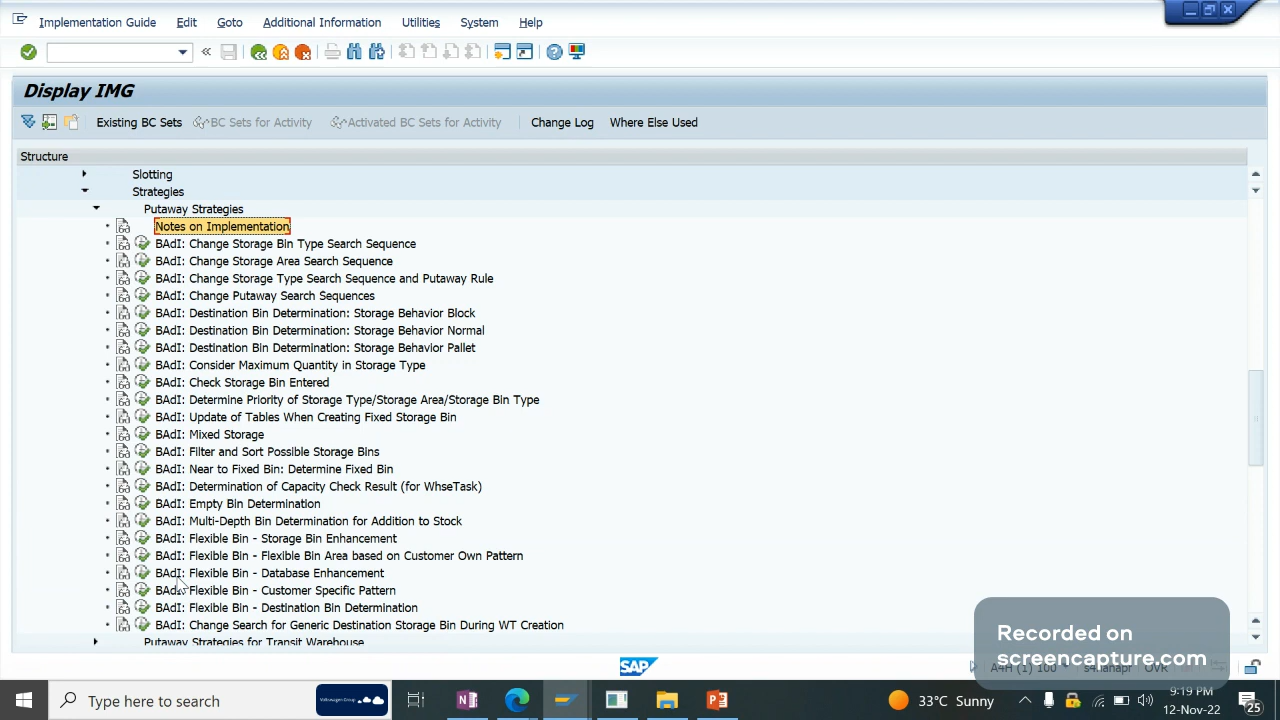 Implementation Guide Edit Goto Additional Information Utilities System Help
Display IMG
Existing BC Sets BC Sets for Activity Activated BC Sets for Activity Change Log Where Else Used
Structure
Slotting
Strategies
Putaway Strategies
Notes on Implementation
BAdI: Change Storage Bin Type Search Sequence
BAdI: Change Storage Area Search Sequence
BAdI: Change Storage Type Search Sequence and Putaway Rule
BAdI: Change Putaway Search Sequences
BAdI: Destination Bin Determination: Storage Behavior Block
BAdI: Destination Bin Determination: Storage Behavior Normal
BAdI: Destination Bin Determination: Storage Behavior Pallet
BAdI: Consider Maximum Quantity in Storage Type
BAdI: Check Storage Bin Entered
BAdI: Determine Priority of Storage Type/Storage Area/Storage Bin Type
BAdI: Update of Tables When Creating Fixed Storage Bin
BAdI: Mixed Storage
BAdI: Filter and Sort Possible Storage Bins
BAdI: Near to Fixed Bin: Determine Fixed Bin
BAdI: Determination of Capacity Check Result (for WhseTask)
BAdI: Empty Bin Determination
BAdI: Multi-Depth Bin Determination for Addition to Stock
BAdI: Flexible Bin - Storage Bin Enhancement
BAdI: Flexible Bin - Flexible Bin Area based on Customer Own Pattern
BAdI: Flexible Bin - Database Enhancement
BAdI: Flexible Bin - Customer Specific Pattern
BAdI: Flexible Bin - Destination Bin Determination
BAdI: Change Search for Generic Destination Storage Bin During WT Creation
Putaway Strategies for Transit Warehouse
Recorded on
screencapture.com
SAP A4H (1) 100 s4hanapr OVR
Type here to search 33°C Sunny 9:19 PM
12-Nov-22 25